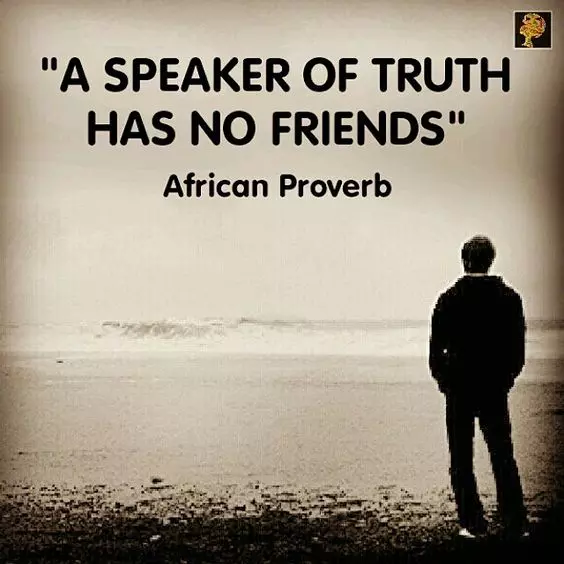 "A SPEAKER OF TRUTH
HAS NO FRIENDS"
African Proverb